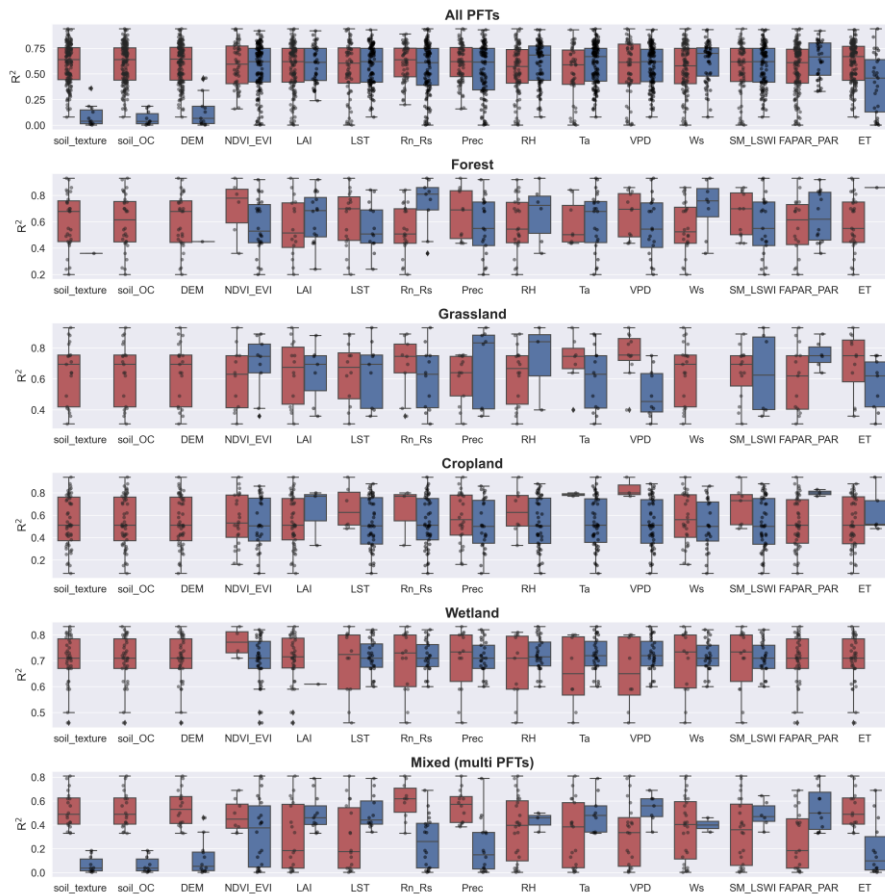 All PFTs
R²
0.75
0.50
0.25
0.00
soil_texture soil_OC DEM NDVI_EVI LAI LST Rn_Rs Prec RH Ta VPD Ws SM_LSWI FAPAR_PAR ET
Forest
R²
0.8
0.6
0.4
0.2
soil_texture soil_OC DEM NDVI_EVI LAI LST Rn_Rs Prec RH Ta VPD Ws SM_LSWI FAPAR_PAR ET
Grassland
R²
0.8
0.6
0.4
soil_texture soil_OC DEM NDVI_EVI LAI LST Rn_Rs Prec RH Ta VPD Ws SM_LSWI FAPAR_PAR ET
Cropland
R²
0.8
0.6
0.4
0.2
soil_texture soil_OC DEM NDVI_EVI LAI LST Rn_Rs Prec RH Ta VPD Ws SM_LSWI FAPAR_PAR ET
Wetland
R²
0.8
0.7
0.6
0.5
soil_texture soil_OC DEM NDVI_EVI LAI LST Rn_Rs Prec RH Ta VPD Ws SM_LSWI FAPAR_PAR ET
Mixed (multi PFTs)
R²
0.8
0.6
0.4
0.2
0.0
soil_texture soil_OC DEM NDVI_EVI LAI LST Rn_Rs Prec RH Ta VPD Ws SM_LSWI FAPAR_PAR ET